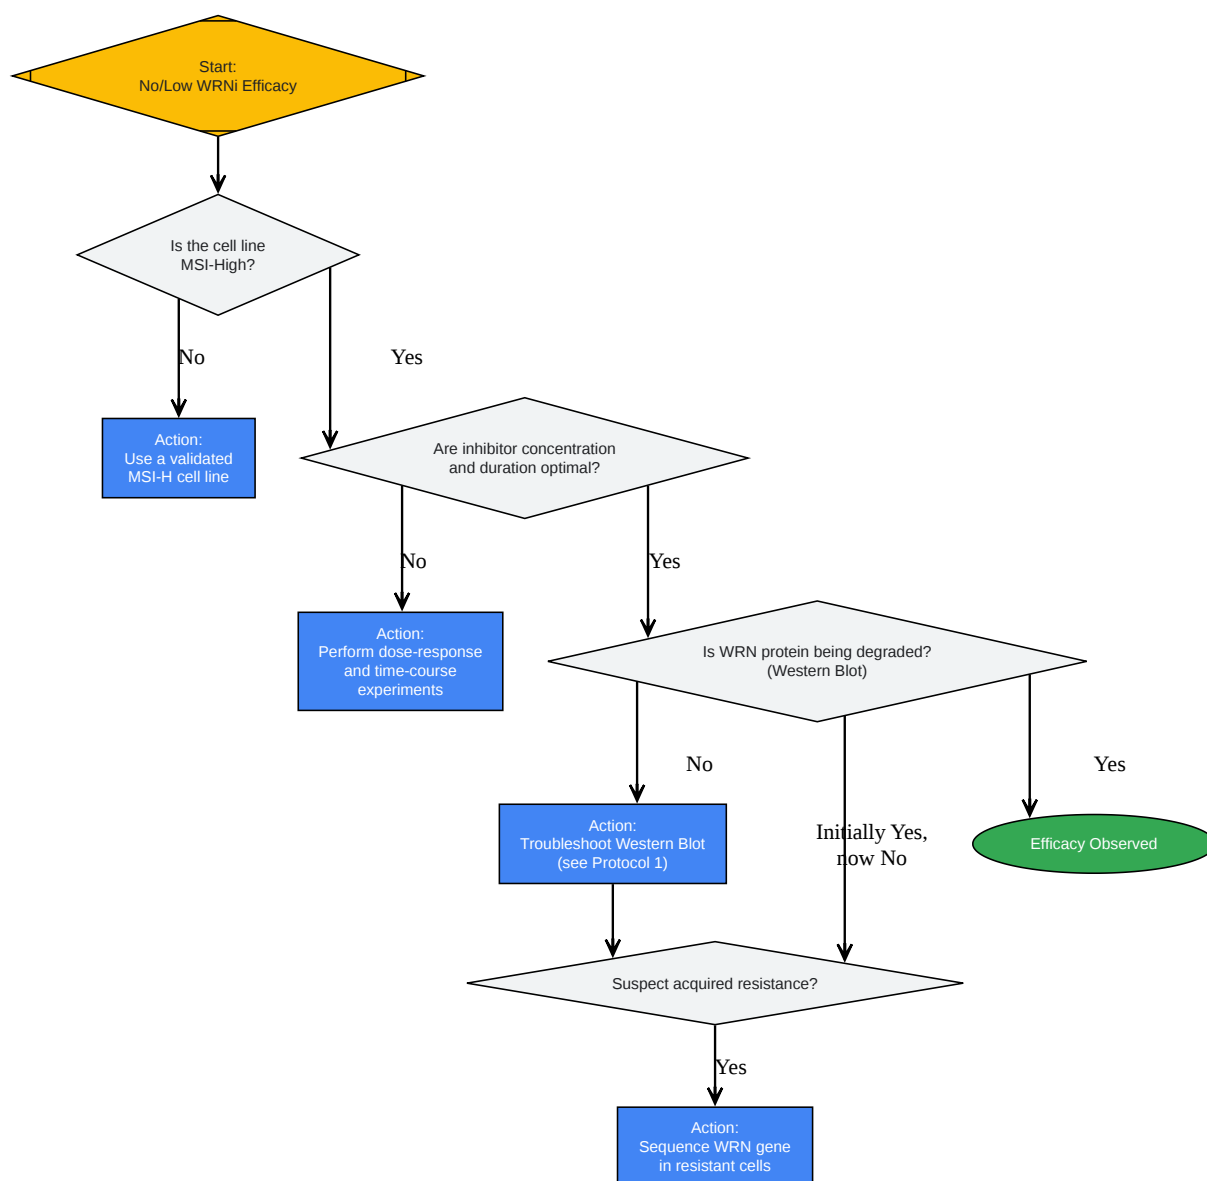 Start:
No/Low WRNi Efficacy
Is the cell line
MSI-High?
No
Yes
Action:
Use a validated
MSI-H cell line
Are inhibitor concentration
and duration optimal?
No
Yes
Action:
Perform dose-response
and time-course
experiments
Is WRN protein being degraded?
(Western Blot)
No
Yes
Initially Yes,
now No
Action:
Troubleshoot Western Blot
(see Protocol 1)
Efficacy Observed
Suspect acquired resistance?
Yes
Action:
Sequence WRN gene
in resistant cells